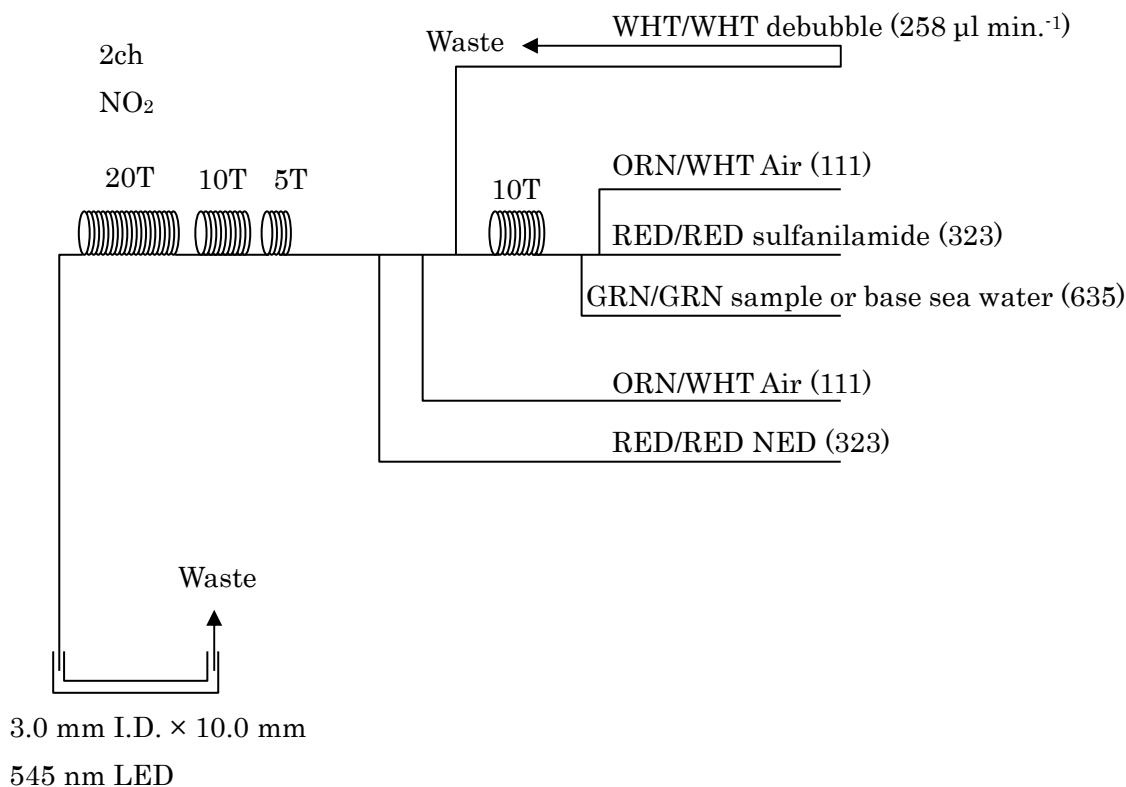 WHT/WHT debubble (258 µl min.⁻¹)
Waste
2ch
NO₂
20T
10T
5T
10T
ORN/WHT Air (111)
RED/RED sulfanilamide (323)
GRN/GRN sample or base sea water (635)
ORN/WHT Air (111)
RED/RED NED (323)
Waste
3.0 mm I.D. × 10.0 mm
545 nm LED